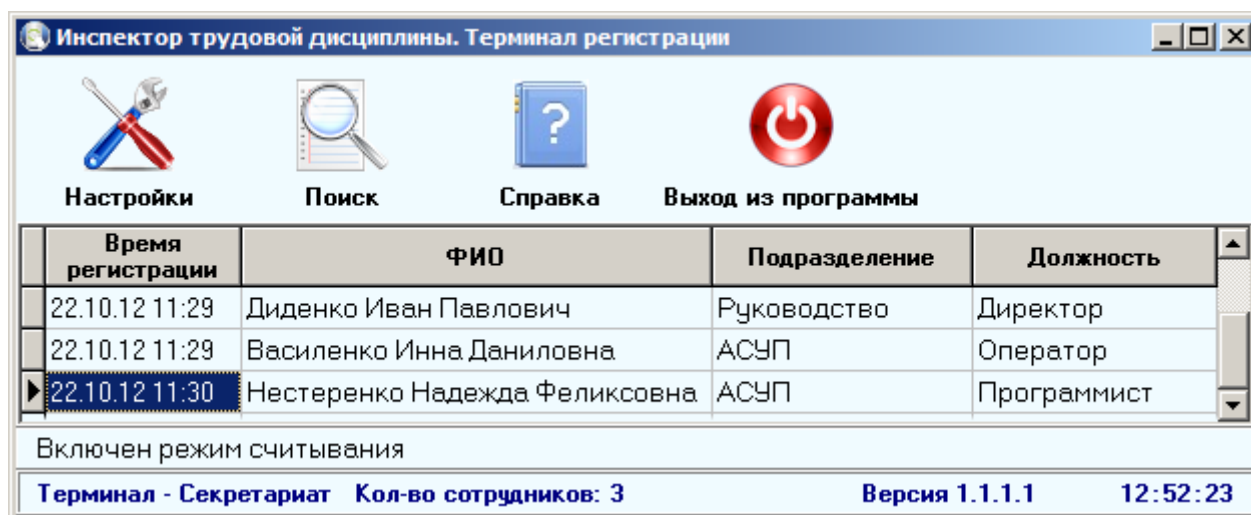 Инспектор трудовой дисциплины. Терминал регистрации
Настройки Поиск Справка Выход из программы
Время регистрации ФИО Подразделение Должность
22.10.12 11:29 Диденко Иван Павлович Руководство Директор
22.10.12 11:29 Василенко Инна Даниловна АСУП Оператор
22.10.12 11:30 Нестеренко Надежда Феликсовна АСУП Программист
Включен режим считывания
Терминал - Секретариат Кол-во сотрудников: 3 Версия 1.1.1.1 12:52:23